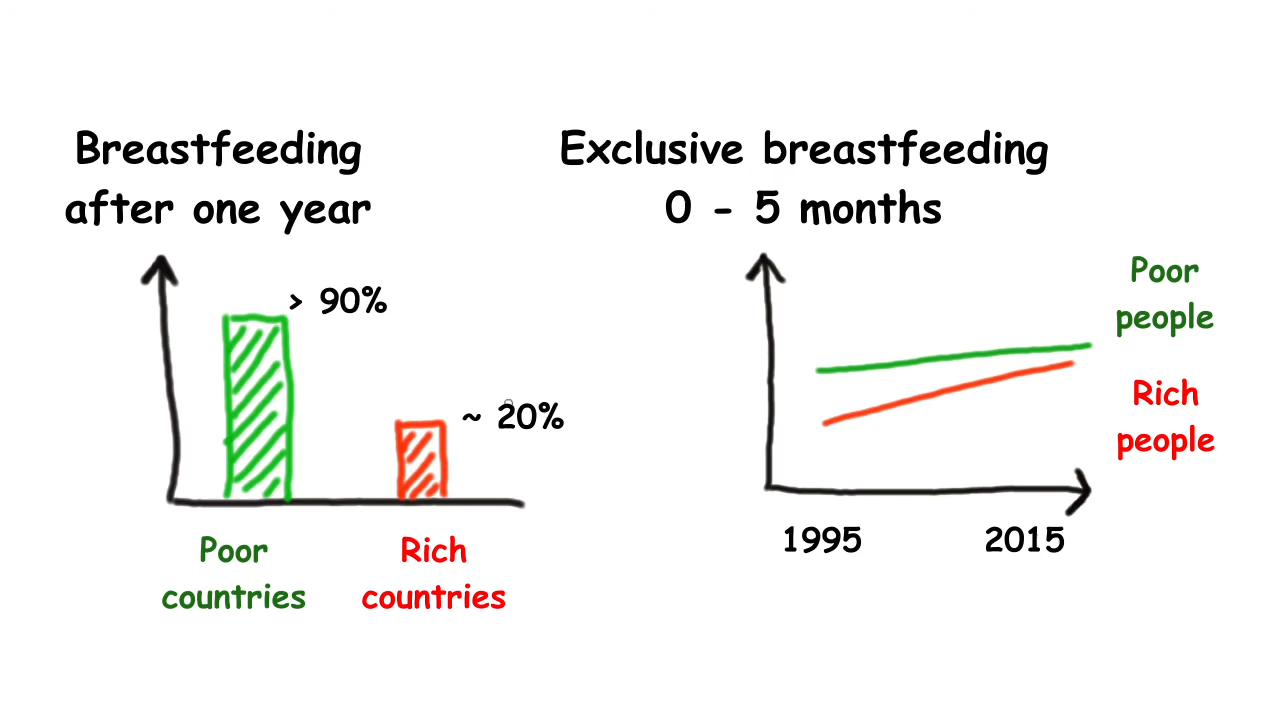 Breastfeeding
after one year
> 90%
~ 20%
Poor
countries
Rich
countries
Exclusive breastfeeding
0 - 5 months
Poor
people
Rich
people
1995
2015